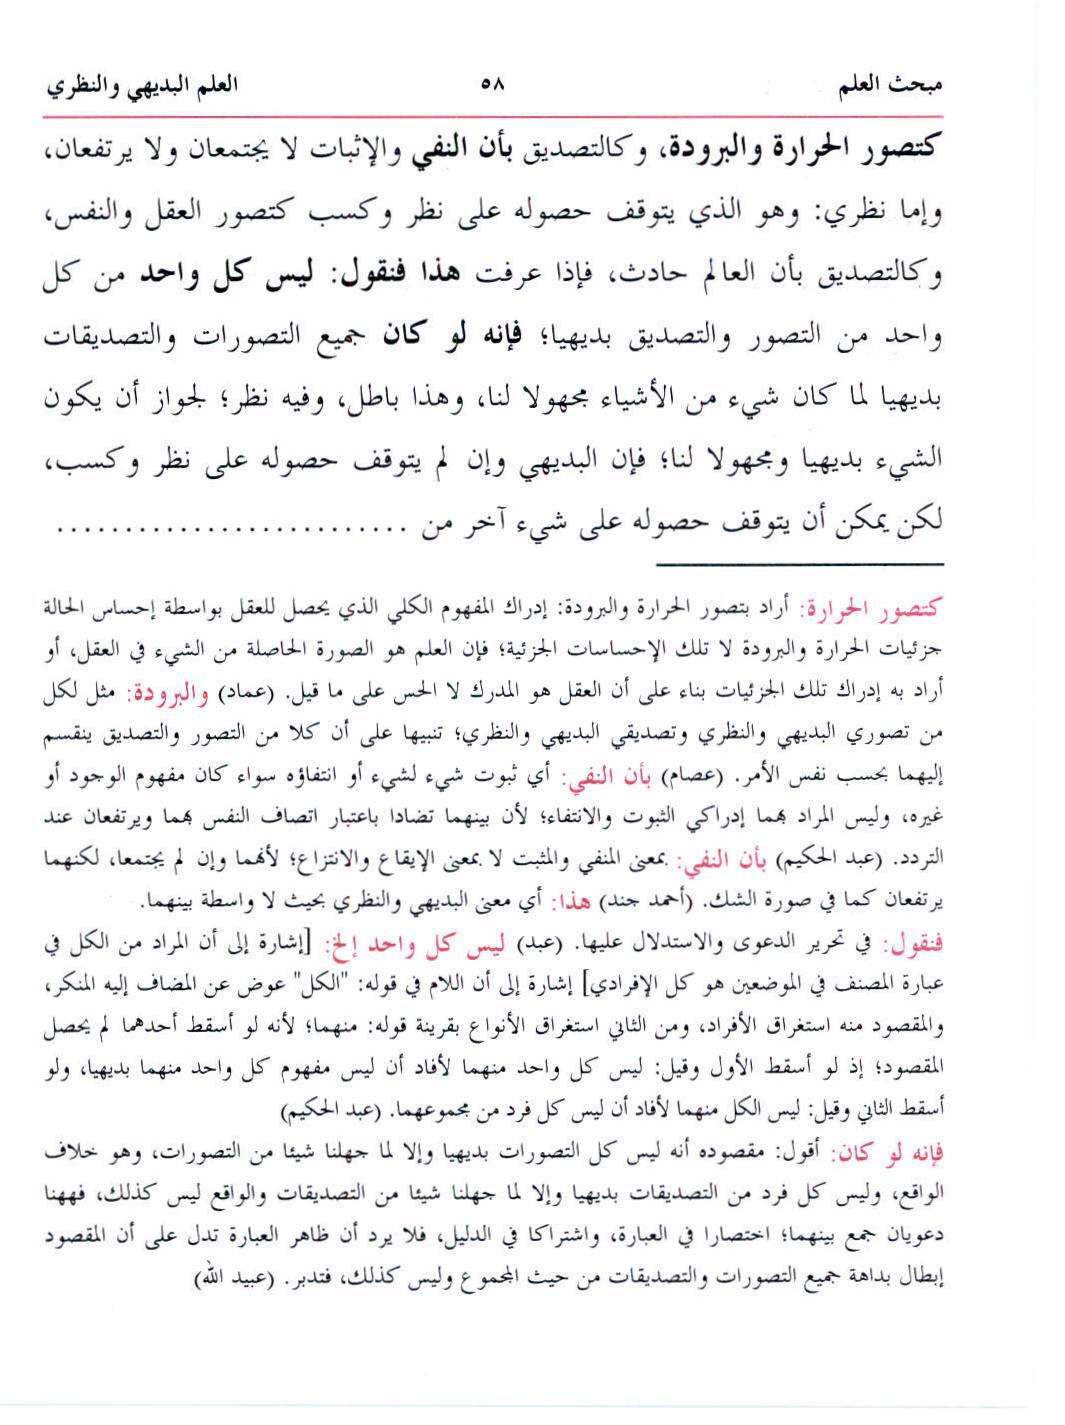 مبحث العلم ٥٨ العلم البديهي والنظري
كتصور الحرارة والبرودة، وكالتصديق بأن النفي والإثبات لا يجتمعان ولا يرتفعان،
وإما نظري: وهو الذي يتوقف حصوله على نظر وكسب كتصور العقل والنفس،
وكالتصديق بأن العالم حادث، فإذا عرفت هذا فنقول: ليس كل واحد من كل
واحد من التصور والتصديق بديهيا؛ فإنه لو كان جميع التصورات والتصديقات
بديهيا لما كان شيء من الأشياء مجهولا لنا، وهذا باطل، وفيه نظر؛ لجواز أن يكون
الشيء بديهيا ومجهولا لنا؛ فإن البديهي وإن لم يتوقف حصوله على نظر وكسب،
لكن يمكن أن يتوقف حصوله على شيء آخر من ..........................
كتصور الحرارة: أراد بتصور الحرارة والبرودة: إدراك المفهوم الكلي الذي يحصل للعقل بواسطة إحساس الحالة
جزئيات الحرارة والبرودة لا تلك الإحساسات الجزئية؛ فإن العلم هو الصورة الحاصلة من الشيء في العقل، أو
أراد به إدراك تلك الجزئيات بناء على أن العقل هو المدرك لا الحس على ما قيل. (عماد) والبرودة: مثل لكل
من تصوري البديهي والنظري وتصديقي البديهي والنظري؛ تنبيها على أن كلا من التصور والتصديق ينقسم
إليهما بحسب نفس الأمر. (عصام) بأن النفي: أي ثبوت شيء لشيء أو انتفاؤه سواء كان مفهوم الوجود أو
غيره، وليس المراد بهما إدراكي الثبوت والانتفاء؛ لأن بينهما تضادا باعتبار اتصاف النفس بهما ويرتفعان عند
التردد. (عبد الحكيم) بأن النفي: بمعنى المنفي والمثبت لا بمعنى الإيقاع والانتزاع؛ لأنهما وإن لم يجتمعا، لكنهما
يرتفعان كما في صورة الشك. (أحمد جند) هذا: أي معنى البديهي والنظري بحيث لا واسطة بينهما.
فنقول: في تحرير الدعوى والاستدلال عليها. (عبد) ليس كل واحد إلخ: [إشارة إلى أن المراد من الكل في
عبارة المصنف في الموضعين هو كل الإفرادي] إشارة إلى أن اللام في قوله: "الكل" عوض عن المضاف إليه المنكر،
والمقصود منه استغراق الأفراد، ومن الثاني استغراق الأنواع بقرينة قوله: منهما؛ لأنه لو أسقط أحدهما لم يحصل
المقصود؛ إذ لو أسقط الأول وقيل: ليس كل واحد منهما لأفاد أن ليس مفهوم كل واحد منهما بديهيا، ولو
أسقط الثاني وقيل: ليس الكل منهما لأفاد أن ليس كل فرد من مجموعهما. (عبد الحكيم)
فإنه لو كان: أقول: مقصوده أنه ليس كل التصورات بديهيا وإلا لما جهلنا شيئا من التصورات، وهو خلاف
الواقع، وليس كل فرد من التصديقات بديهيا وإلا لما جهلنا شيئا من التصديقات والواقع ليس كذلك، فههنا
دعويان جمع بينهما؛ اختصارا في العبارة، واشتراكا في الدليل، فلا يرد أن ظاهر العبارة تدل على أن المقصود
إبطال بداهة جميع التصورات والتصديقات من حيث المجموع وليس كذلك، فتدبر. (عبيد الله)